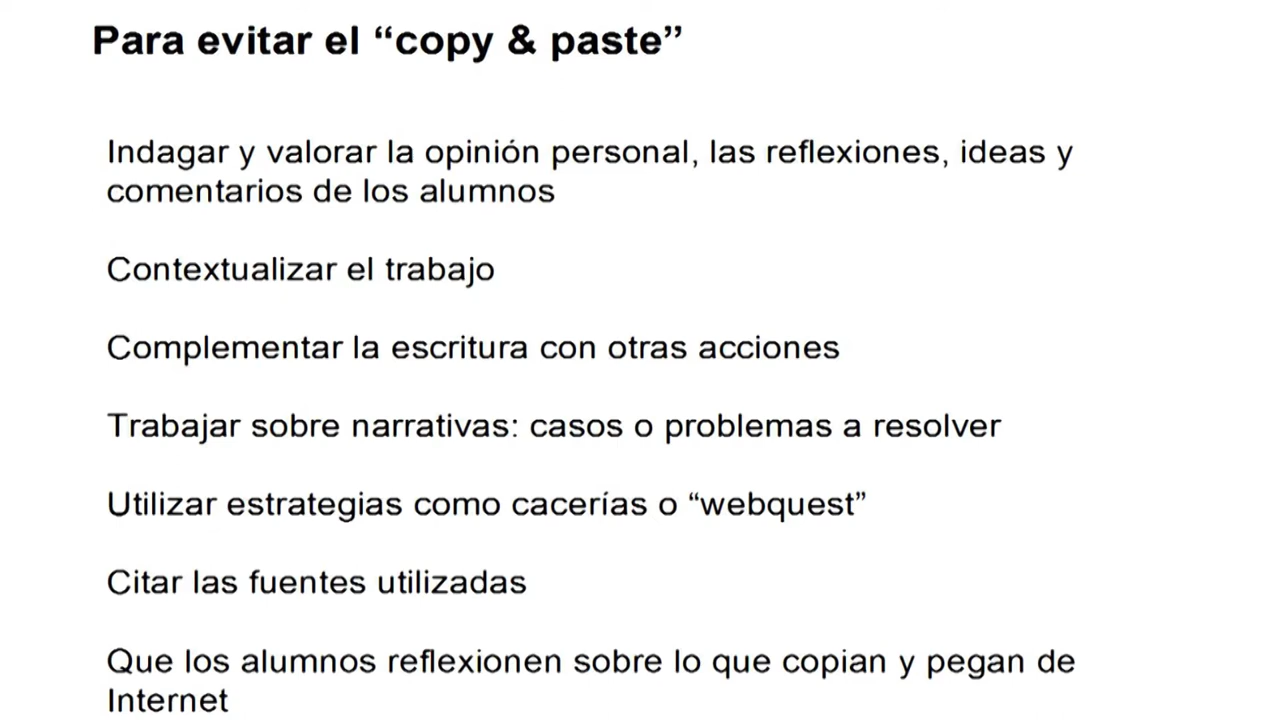 Para evitar el “copy & paste”
Indagar y valorar la opinión personal, las reflexiones, ideas y
comentarios de los alumnos
Contextualizar el trabajo
Complementar la escritura con otras acciones
Trabajar sobre narrativas: casos o problemas a resolver
Utilizar estrategias como cacerías o “webquest”
Citar las fuentes utilizadas
Que los alumnos reflexionen sobre lo que copian y pegan de
Internet